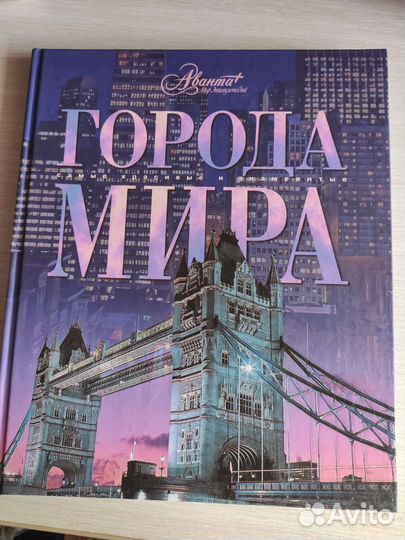 Аванта+
Мир энциклопедий
ГОРОДА
самые красивые и знаменитые
МИРА
Avito